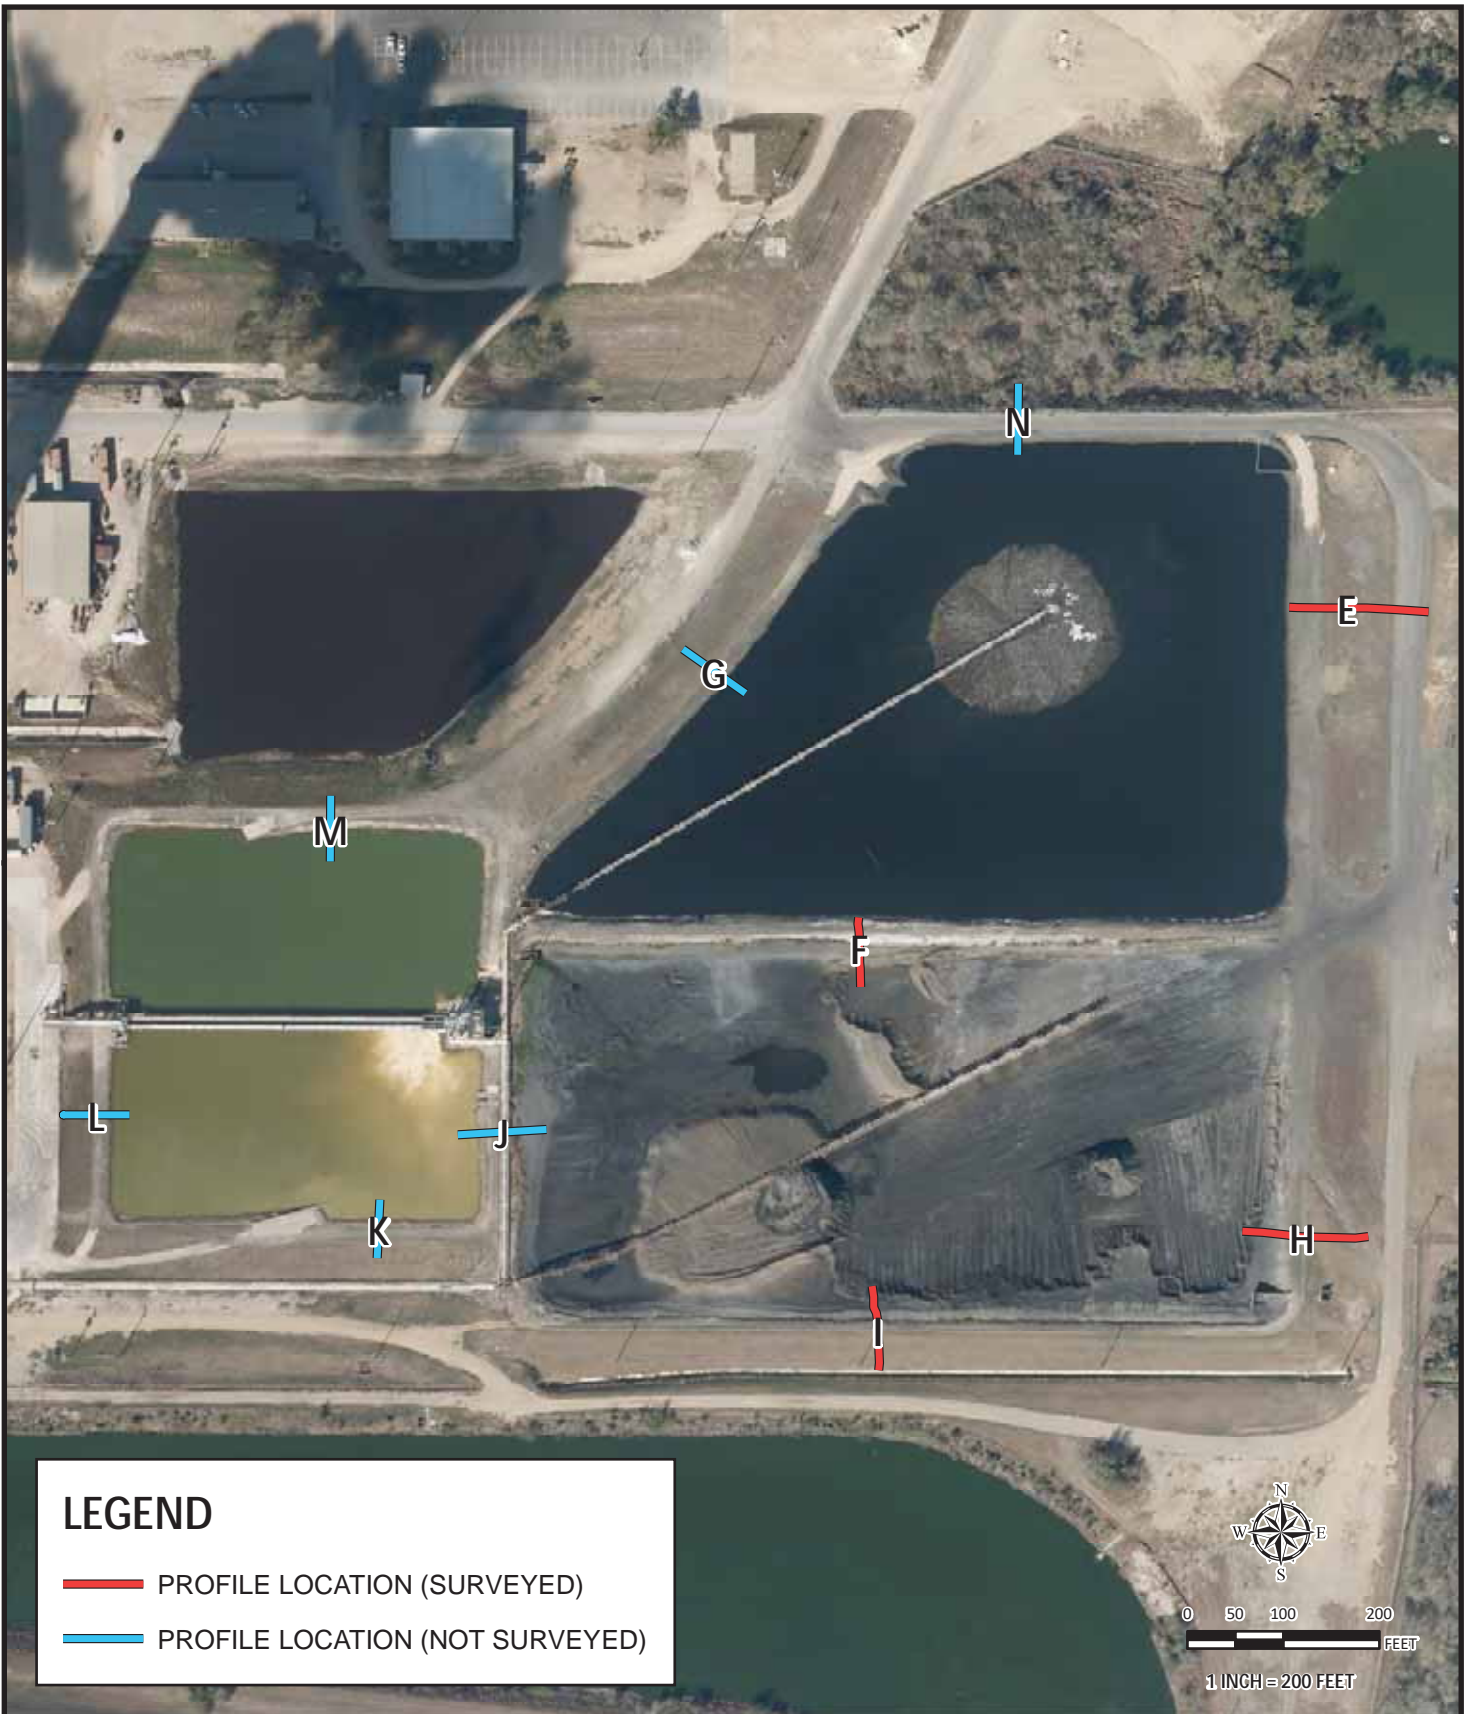 N
E
G
M
F
L
J
K
H
I
LEGEND
PROFILE LOCATION (SURVEYED)
PROFILE LOCATION (NOT SURVEYED)
N
W E
S
0 50 100 200
FEET
1 INCH = 200 FEET